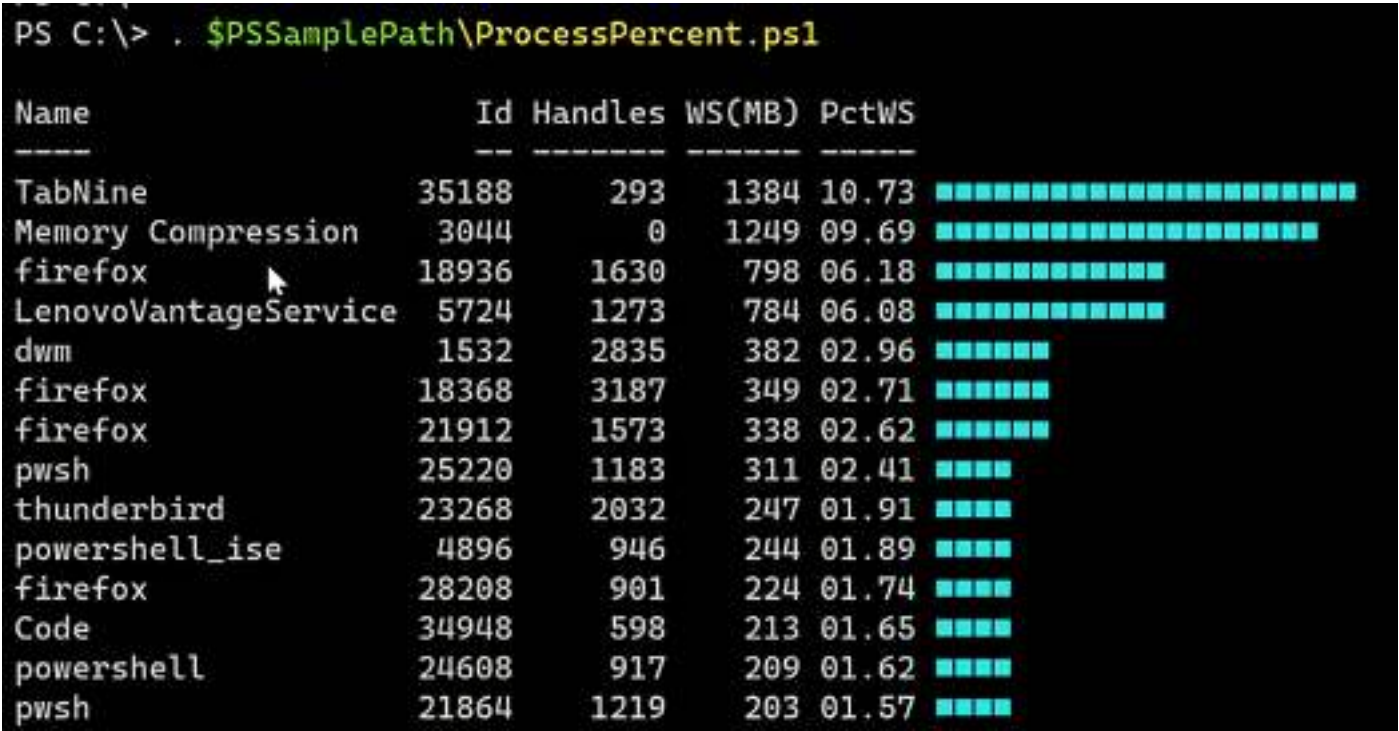 PS C:\> . $PSSamplePath\ProcessPercent.ps1
Name Id Handles WS(MB) PctWS
---- -- ------- ------ -----
TabNine 35188 293 1384 10.73 ■■■■■■■■■■■■■■■■■■■■■■
Memory Compression 3044 0 1249 09.69 ■■■■■■■■■■■■■■■■■■■■
firefox 18936 1630 798 06.18 ■■■■■■■■■■■■
LenovoVantageService 5724 1273 784 06.08 ■■■■■■■■■■■■
dwm 1532 2835 382 02.96 ■■■■■■
firefox 18368 3187 349 02.71 ■■■■■■
firefox 21912 1573 338 02.62 ■■■■■■
pwsh 25220 1183 311 02.41 ■■■■
thunderbird 23268 2032 247 01.91 ■■■■
powershell_ise 4896 946 244 01.89 ■■■■
firefox 28208 901 224 01.74 ■■■■
Code 34948 598 213 01.65 ■■■■
powershell 24608 917 209 01.62 ■■■■
pwsh 21864 1219 203 01.57 ■■■■